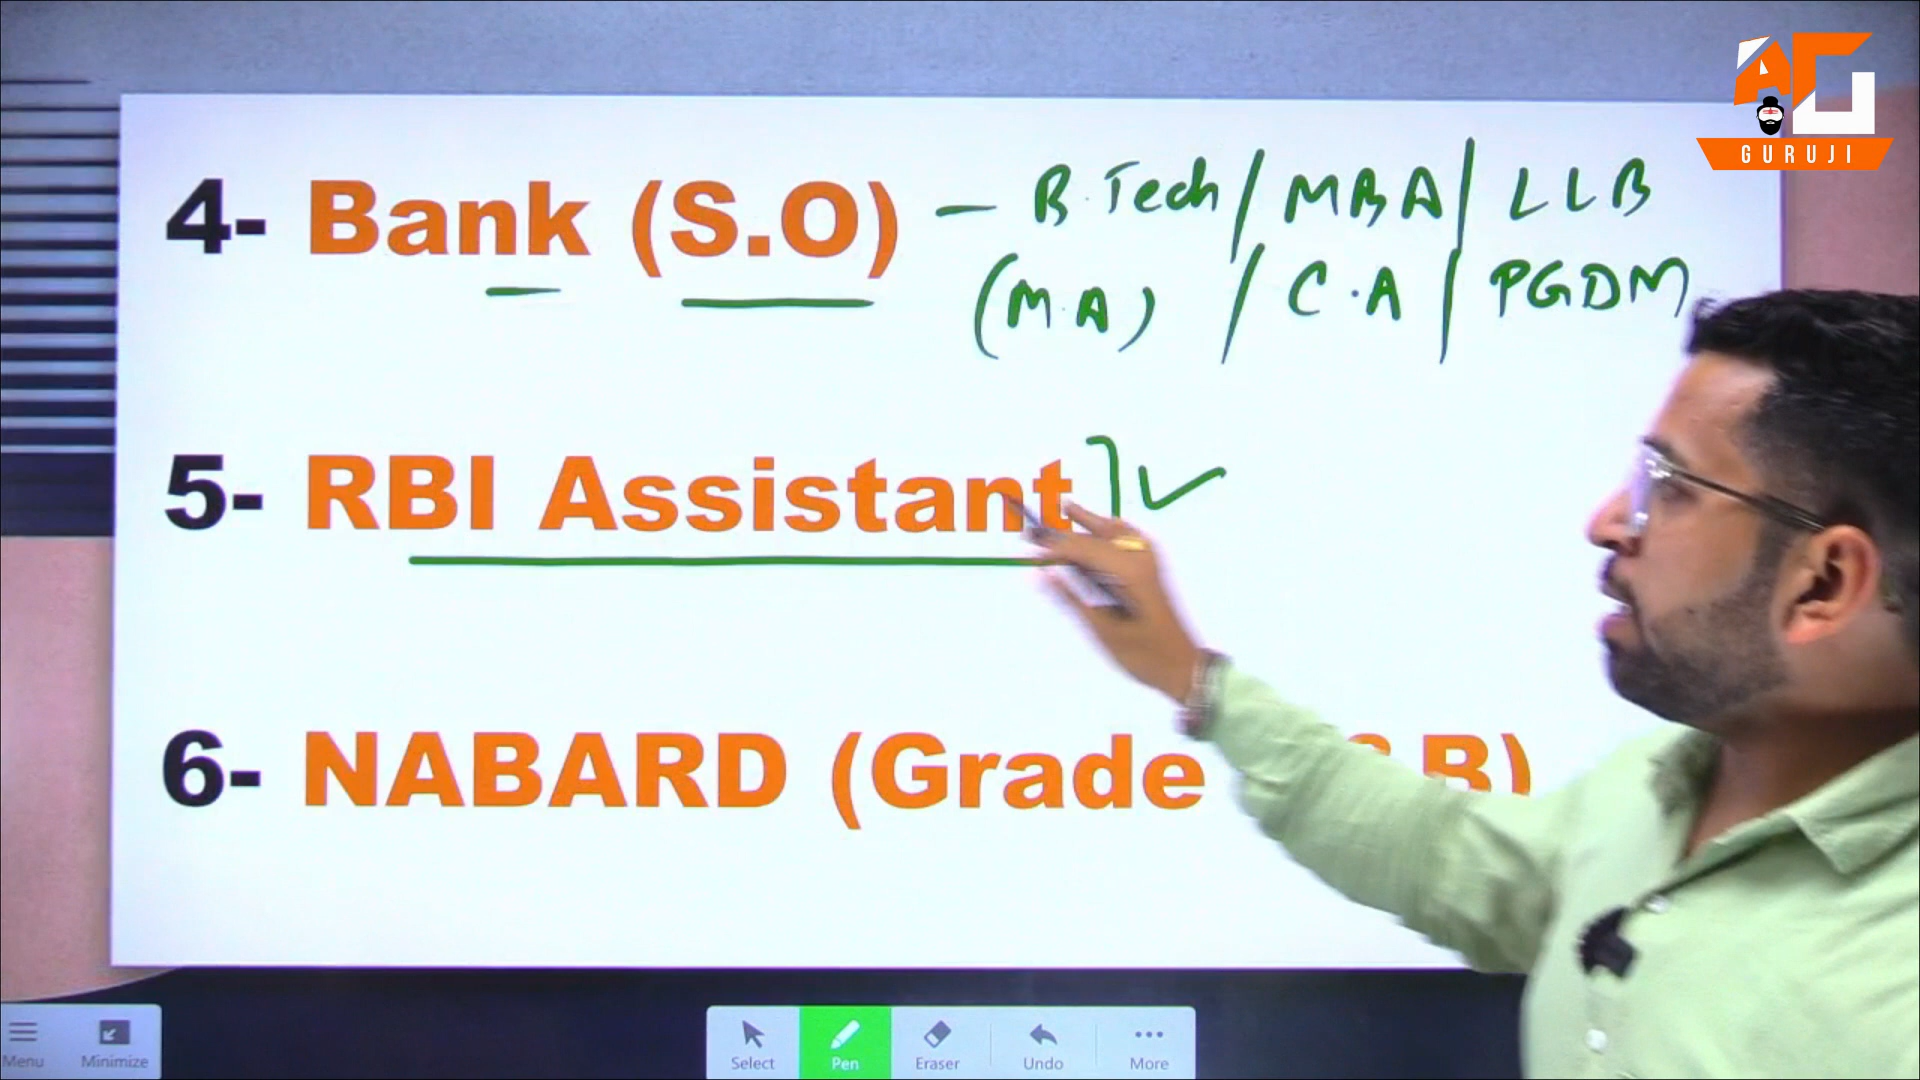 AG
GURUJI
4- Bank (S.O) – B.Tech / MBA / LLB
(M.A) / C.A / PGDM
5- RBI Assistant ] ✓
6- NABARD (Grade & B)
Menu
Minimize
Select
Pen
Eraser
Undo
More